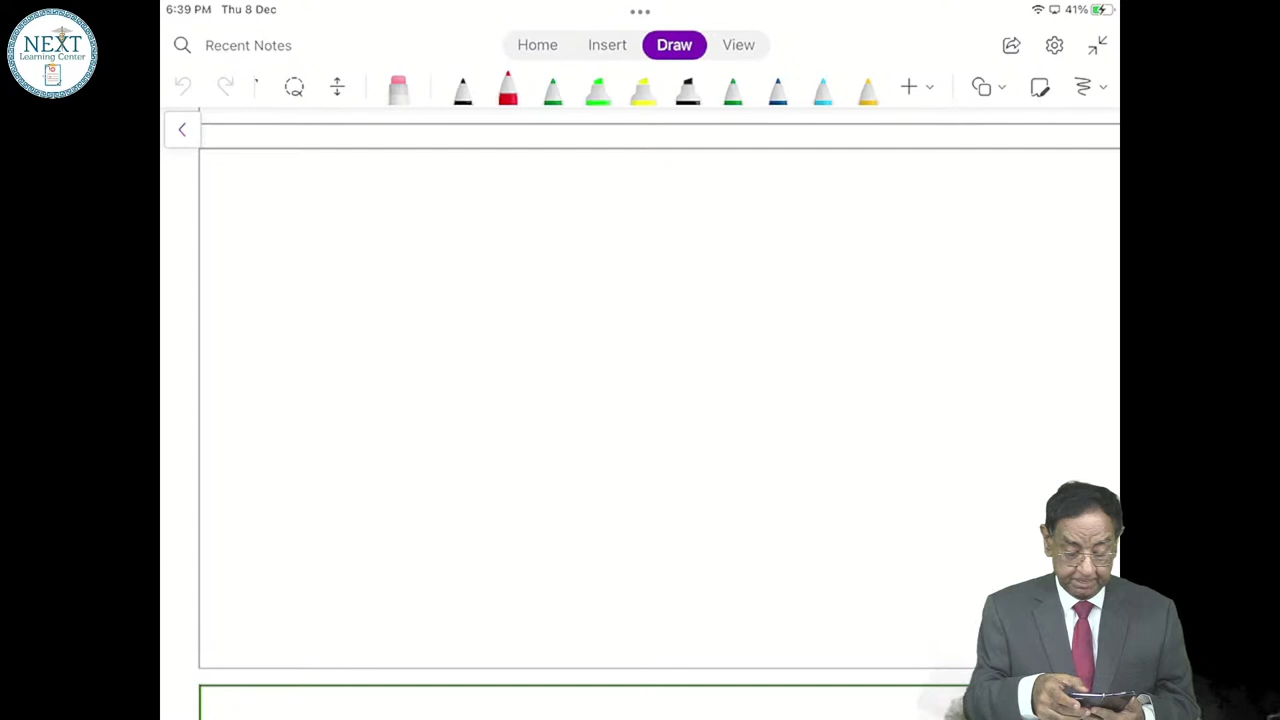 6:39 PM Thu 8 Dec
41%
NEXT
Learning Center
Recent Notes
Home Insert Draw View